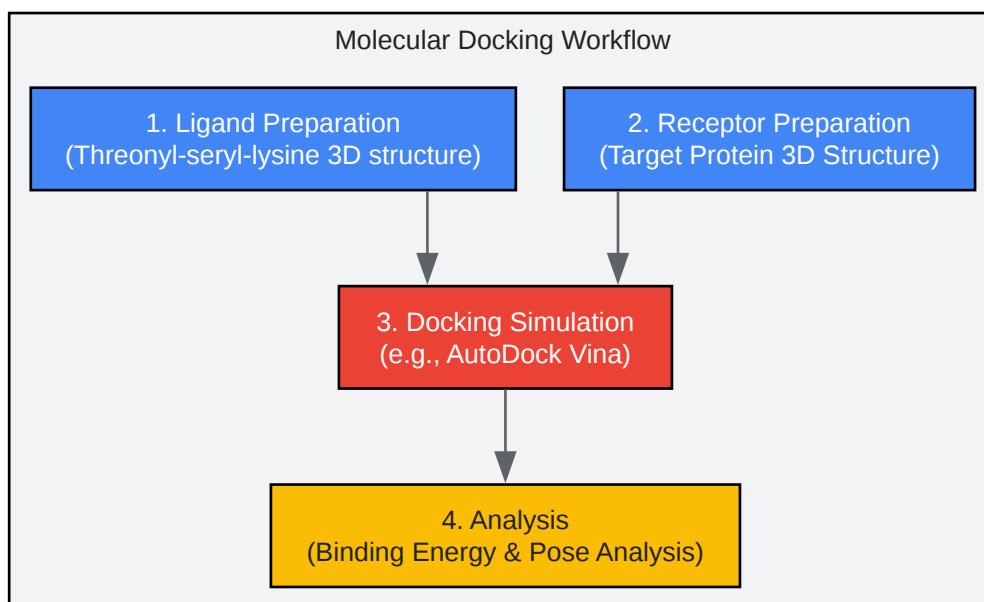 Molecular Docking Workflow
1. Ligand Preparation
(Threonyl-seryl-lysine 3D structure)
2. Receptor Preparation
(Target Protein 3D Structure)
3. Docking Simulation
(e.g., AutoDock Vina)
4. Analysis
(Binding Energy & Pose Analysis)